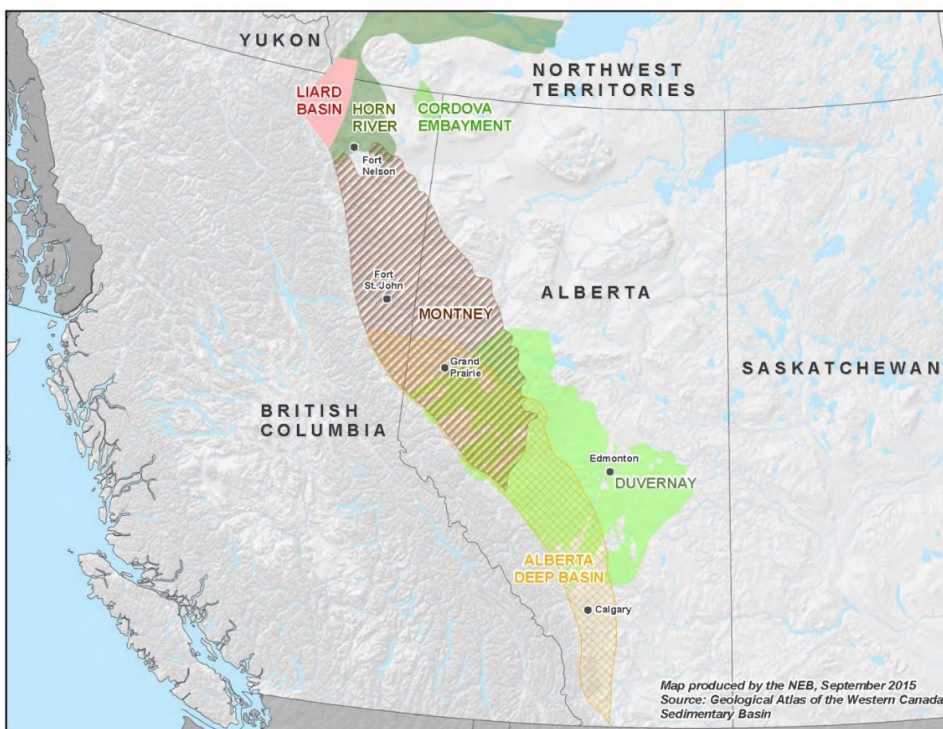 YUKON
NORTHWEST
TERRITORIES
LIARD
BASIN
HORN
RIVER
CORDOVA
EMBAYMENT
Fort
Nelson
Fort
St. John
ALBERTA
MONTNEY
Grand
Prairie
SASKATCHEWAN
BRITISH
COLUMBIA
Edmonton
DUVERNAY
ALBERTA
DEEP BASIN
Calgary
Map produced by the NEB, September 2015
Source: Geological Atlas of the Western Canada
Sedimentary Basin